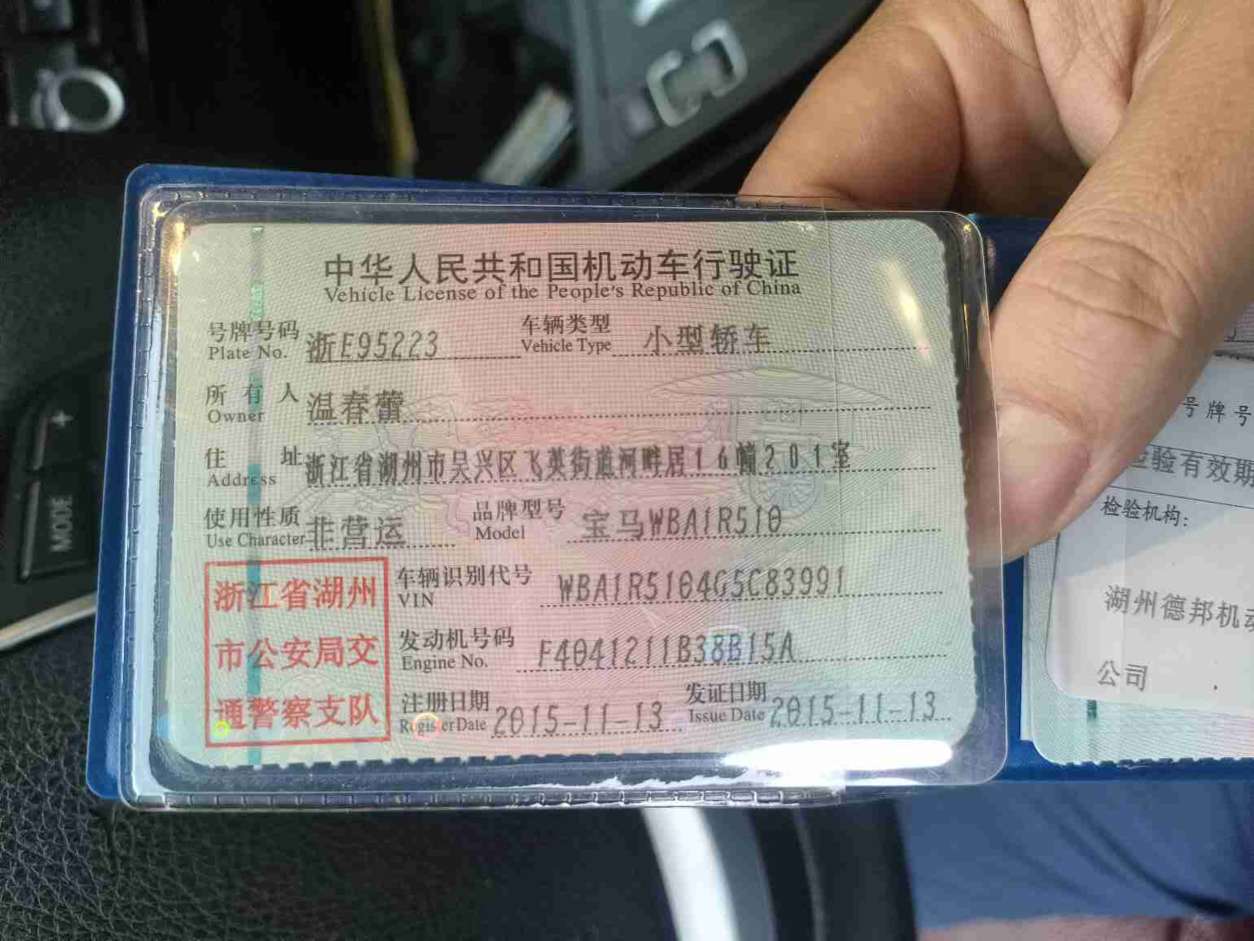 中华人民共和国机动车行驶证
Vehicle License of the People's Republic of China
号牌号码 Plate No. 浙E95223 车辆类型 Vehicle Type 小型轿车
所有人 Owner 温春蕾
住址 Address 浙江省湖州市吴兴区飞英街道河畔居16幢201室
使用性质 Use Character 非营运 品牌型号 Model 宝马WBA1R510
浙江省湖州
市公安局交
通警察支队
车辆识别代号 VIN WBA1R5104G5C83991
发动机号码 Engine No. F4041211B38B15A
注册日期 Register Date 2015-11-13 发证日期 Issue Date 2015-11-13
号牌号
检验有效期
检验机构:
湖州德邦机动
公司
+
MODE